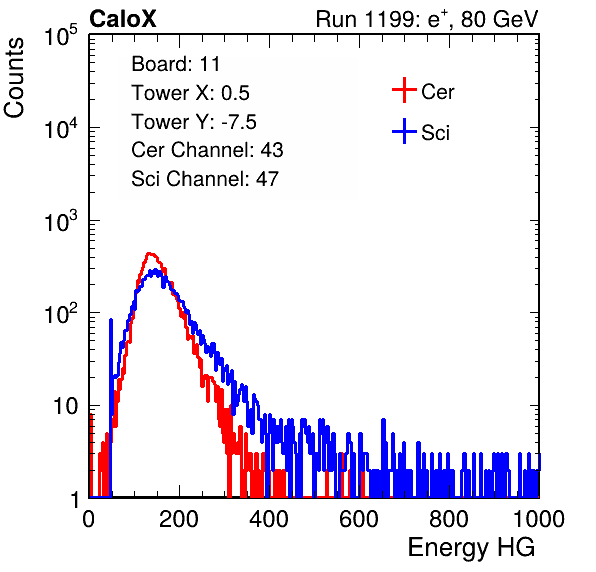 CaloX Run 1199: e⁺, 80 GeV
Counts
Board: 11
Tower X: 0.5
Tower Y: -7.5
Cer Channel: 43
Sci Channel: 47
Cer
Sci
10⁵
10⁴
10³
10²
10
1
0 200 400 600 800 1000
Energy HG